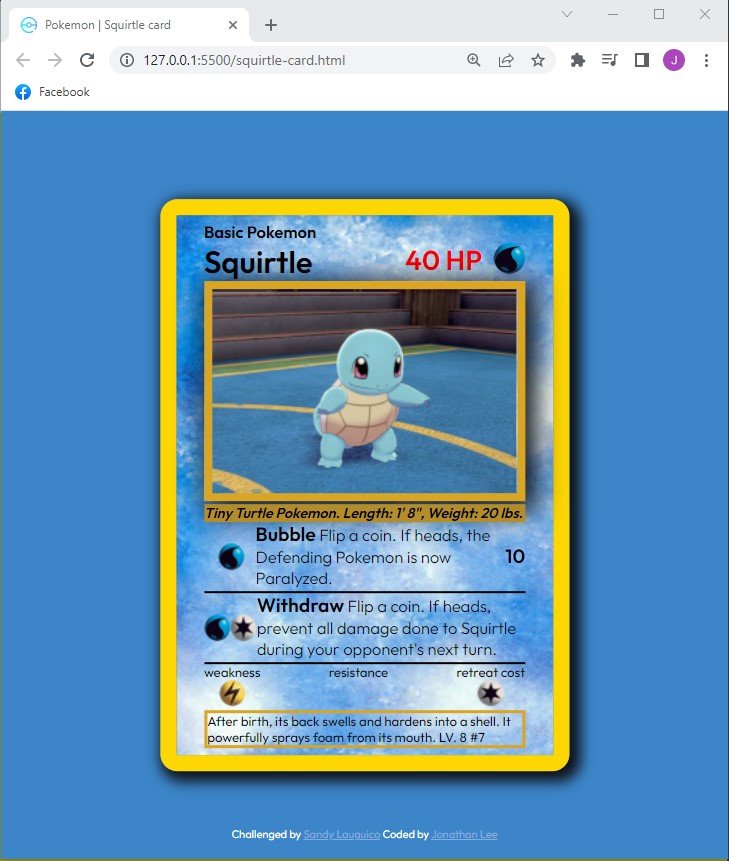 Pokemon | Squirtle card
127.0.0.1:5500/squirtle-card.html
J
Facebook
Basic Pokemon
Squirtle
40 HP
Tiny Turtle Pokemon. Length: 1' 8", Weight: 20 lbs.
Bubble Flip a coin. If heads, the
Defending Pokemon is now
Paralyzed.
10
Withdraw Flip a coin. If heads,
prevent all damage done to Squirtle
during your opponent's next turn.
weakness resistance retreat cost
After birth, its back swells and hardens into a shell. It
powerfully sprays foam from its mouth. LV. 8 #7
Challenged by Sandy Lauguico Coded by Jonathan Lee